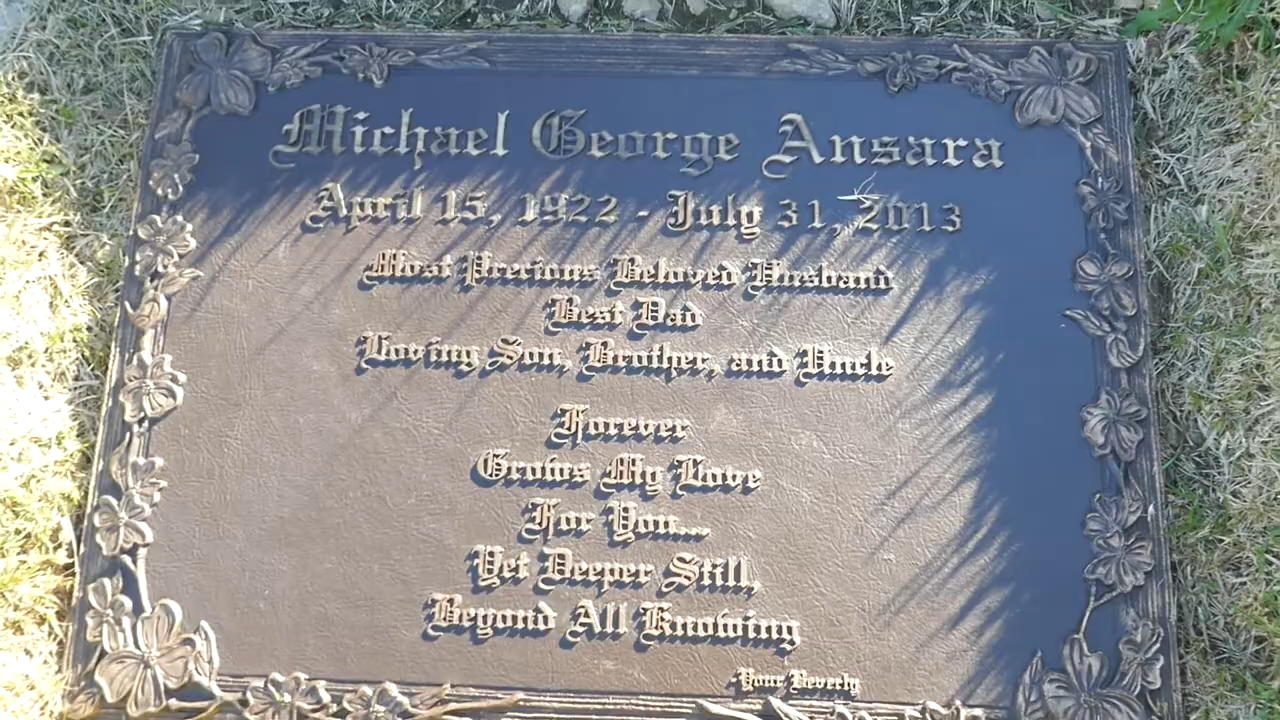 Michael George Ansara
April 15, 1922 - July 31, 2013
Most Precious Beloved Husband
Best Dad
Loving Son, Brother, and Uncle
Forever
Grows My Love
For You...
Yet Deeper Still,
Beyond All Knowing
Your Beverly